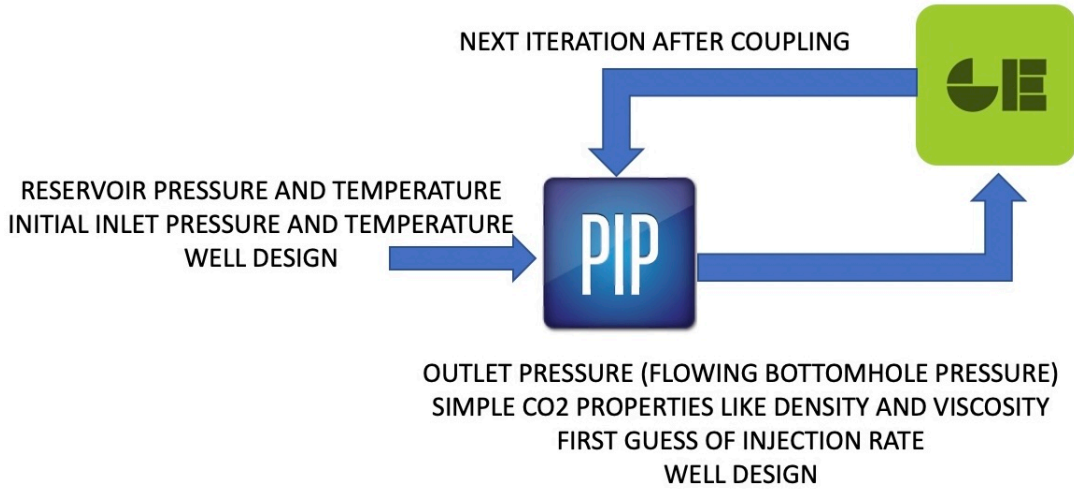 NEXT ITERATION AFTER COUPLING
RESERVOIR PRESSURE AND TEMPERATURE
INITIAL INLET PRESSURE AND TEMPERATURE
WELL DESIGN
PIP
OUTLET PRESSURE (FLOWING BOTTOMHOLE PRESSURE)
SIMPLE CO2 PROPERTIES LIKE DENSITY AND VISCOSITY
FIRST GUESS OF INJECTION RATE
WELL DESIGN